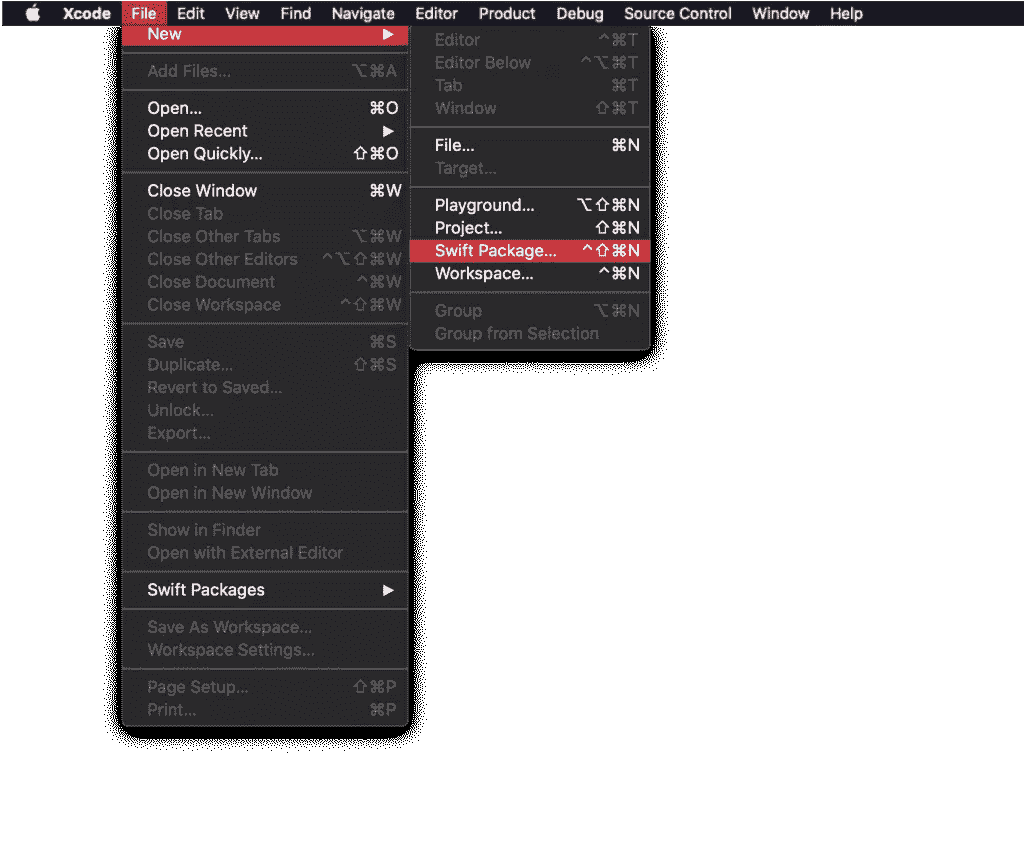 Xcode File Edit View Find Navigate Editor Product Debug Source Control Window Help
New ▶
Add Files... ⌥⌘A
Open... ⌘O
Open Recent ▶
Open Quickly... ⇧⌘O
Close Window ⌘W
Close Tab
Close Other Tabs ⌥⌘W
Close Other Editors ^⌥⇧⌘W
Close Document ^⌘W
Close Workspace ^⇧⌘W
Save ⌘S
Duplicate... ⇧⌘S
Revert to Saved...
Unlock...
Export...
Open in New Tab
Open in New Window
Show in Finder
Open with External Editor
Swift Packages ▶
Save As Workspace...
Workspace Settings...
Page Setup... ⇧⌘P
Print... ⌘P
Editor ^⌘T
Editor Below ^⌥⌘T
Tab ⌘T
Window ⇧⌘T
File... ⌘N
Target...
Playground... ⌥⇧⌘N
Project... ⇧⌘N
Swift Package... ^⇧⌘N
Workspace... ^⌘N
Group ⌥⌘N
Group from Selection